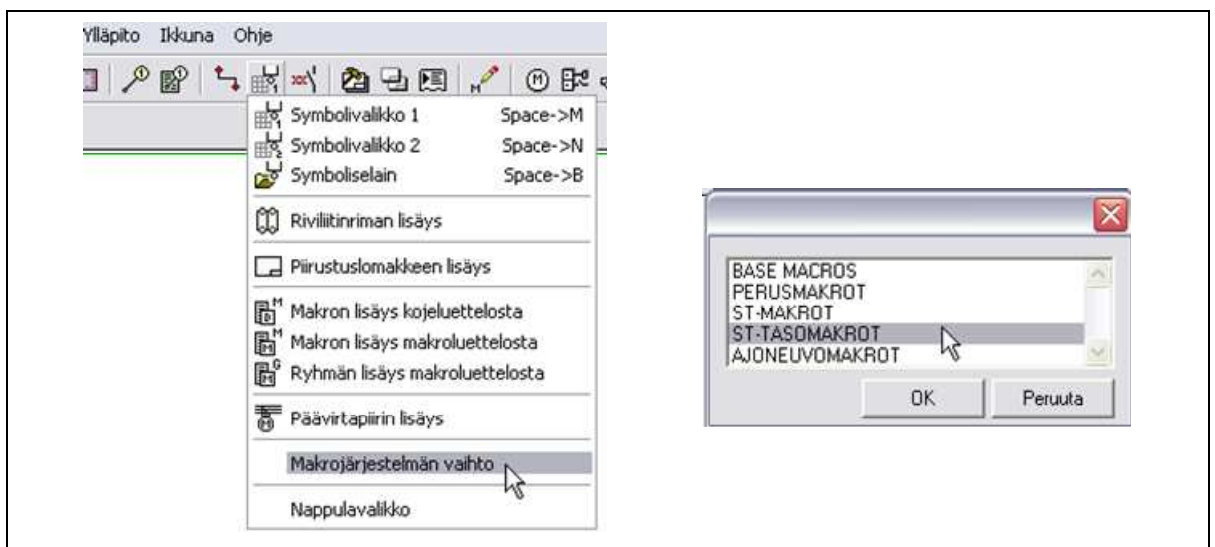 Ylläpito Ikkuna Ohje
Symbolivalikko 1 Space->M
Symbolivalikko 2 Space->N
Symboliselain Space->B
Riviliitinriman lisäys
Piirustuslomakkeen lisäys
Makron lisäys kojeluettelosta
Makron lisäys makroluettelosta
Ryhmän lisäys makroluettelosta
Päävirtapiirin lisäys
Makrojärjestelmän vaihto
Nappulavalikko
BASE MACROS
PERUSMAKROT
ST-MAKROT
ST-TASOMAKROT
AJONEUVOMAKROT
OK Peruuta